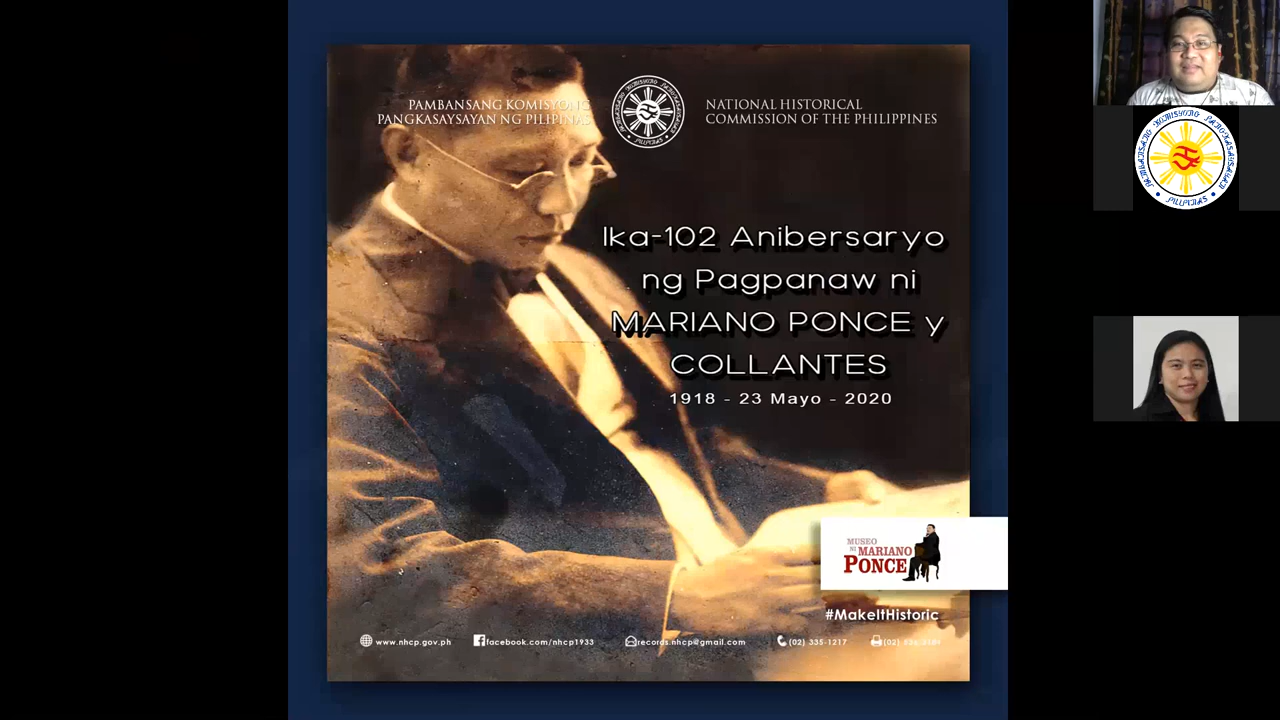 PAMBANSANG KOMISYONG
PANGKASAYSAYAN NG PILIPINAS
NATIONAL HISTORICAL
COMMISSION OF THE PHILIPPINES
Ika-102 Anibersaryo
ng Pagpanaw ni
MARIANO PONCE y
COLLANTES
1918 - 23 Mayo - 2020
MUSEO
NI MARIANO
PONCE
#MakeItHistoric
www.nhcp.gov.ph
facebook.com/nhcp1933
records.nhcp@gmail.com
(02) 335-1217
(02)